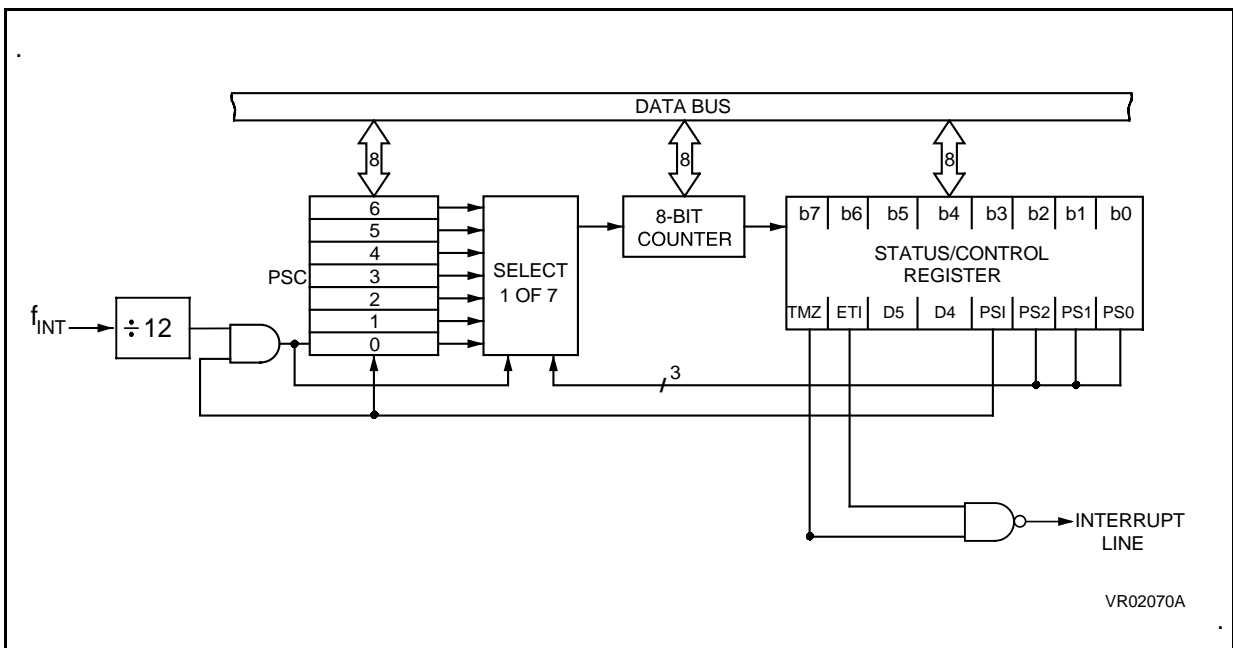 DATA BUS
8
8
8
6
5
4
3
2
1
0
PSC
SELECT
1 OF 7
8-BIT
COUNTER
b7 b6 b5 b4 b3 b2 b1 b0
STATUS/CONTROL
REGISTER
TMZ ETI D5 D4 PSI PS2 PS1 PS0
fINT
÷12
3
INTERRUPT
LINE
VR02070A